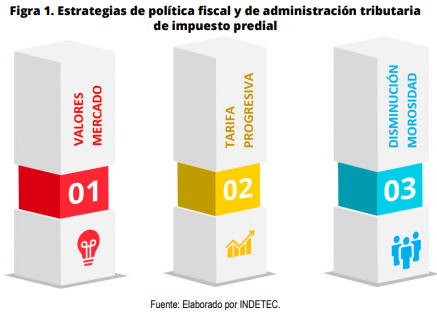 Figra 1. Estrategias de política fiscal y de administración tributaria
de impuesto predial
VALORES
MERCADO
01
TARIFA
PROGRESIVA
02
DISMINUCIÓN
MOROSIDAD
03
Fuente: Elaborado por INDETEC.